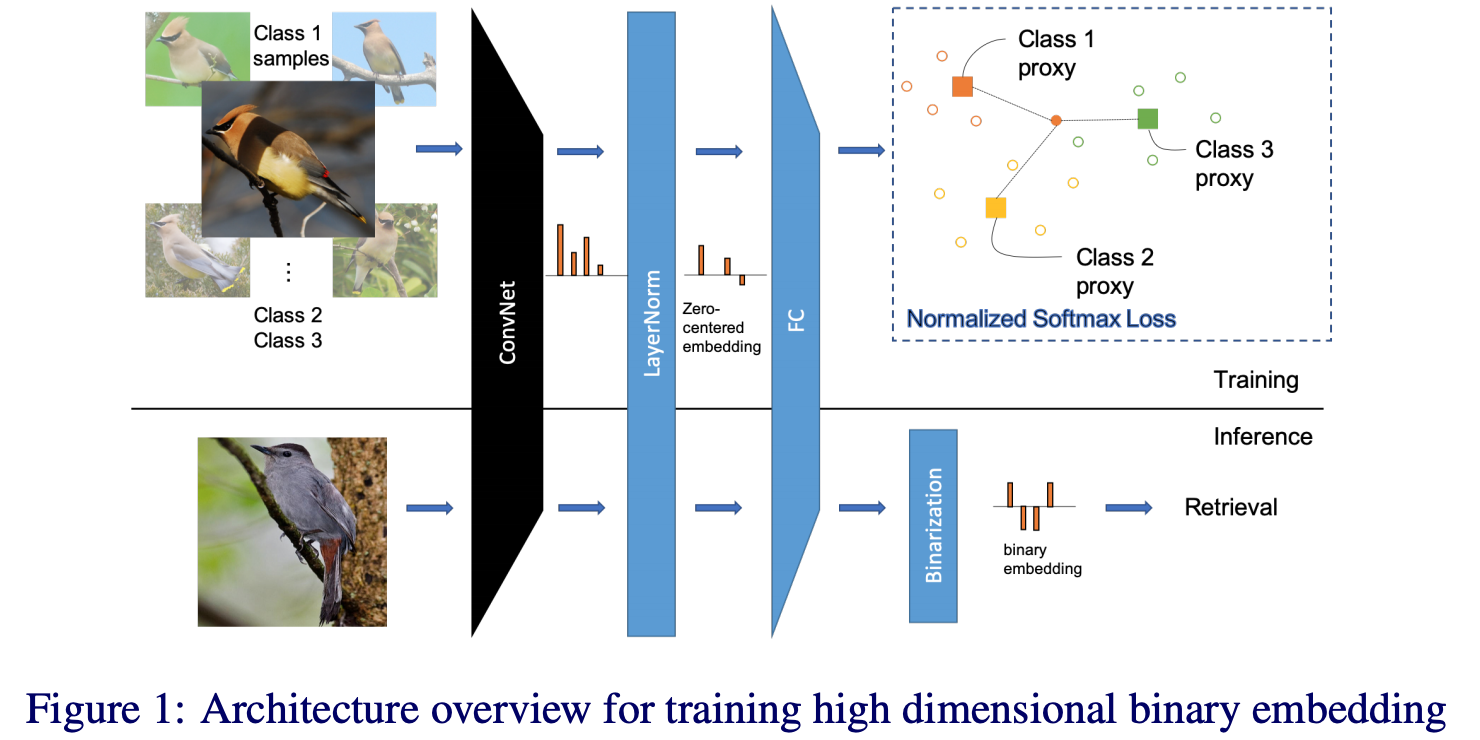 Class 1
samples
⋮
Class 2
Class 3
ConvNet
LayerNorm
Zero-
centered
embedding
FC
Class 1
proxy
Class 3
proxy
Class 2
proxy
Normalized Softmax Loss
Training
Inference
Binarization
binary
embedding
Retrieval
Figure 1: Architecture overview for training high dimensional binary embedding